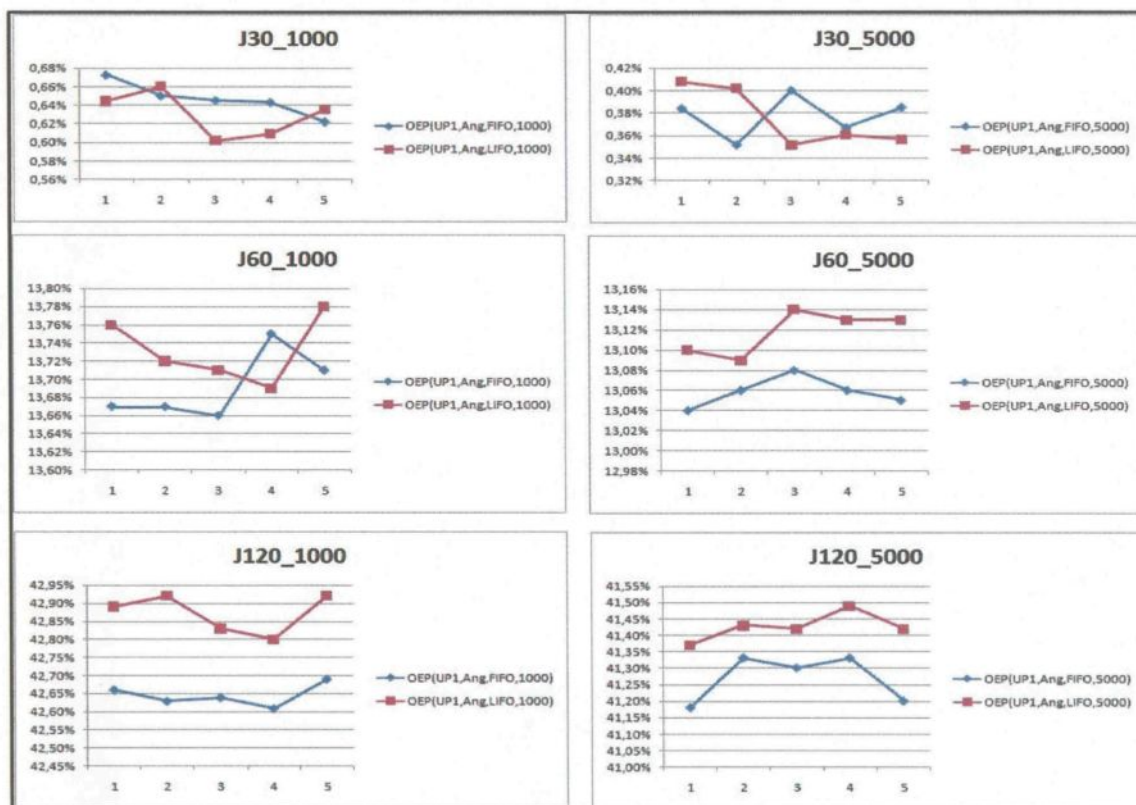 J30_1000
0,68%
0,66%
0,64%
0,62%
0,60%
0,58%
0,56%
1 2 3 4 5
OEP(UP1,Ang,FIFO,1000)
OEP(UP1,Ang,LIFO,1000)
J30_5000
0,42%
0,40%
0,38%
0,36%
0,34%
0,32%
1 2 3 4 5
OEP(UP1,Ang,FIFO,5000)
OEP(UP1,Ang,LIFO,5000)
J60_1000
13,80%
13,78%
13,76%
13,74%
13,72%
13,70%
13,68%
13,66%
13,64%
13,62%
13,60%
1 2 3 4 5
OEP(UP1,Ang,FIFO,1000)
OEP(UP1,Ang,LIFO,1000)
J60_5000
13,16%
13,14%
13,12%
13,10%
13,08%
13,06%
13,04%
13,02%
13,00%
12,98%
1 2 3 4 5
OEP(UP1,Ang,FIFO,5000)
OEP(UP1,Ang,LIFO,5000)
J120_1000
42,95%
42,90%
42,85%
42,80%
42,75%
42,70%
42,65%
42,60%
42,55%
42,50%
42,45%
1 2 3 4 5
OEP(UP1,Ang,FIFO,1000)
OEP(UP1,Ang,LIFO,1000)
J120_5000
41,55%
41,50%
41,40%
41,35%
41,30%
41,25%
41,20%
41,15%
41,10%
41,05%
41,00%
1 2 3 4 5
OEP(UP1,Ang,FIFO,5000)
OEP(UP1,Ang,LIFO,5000)